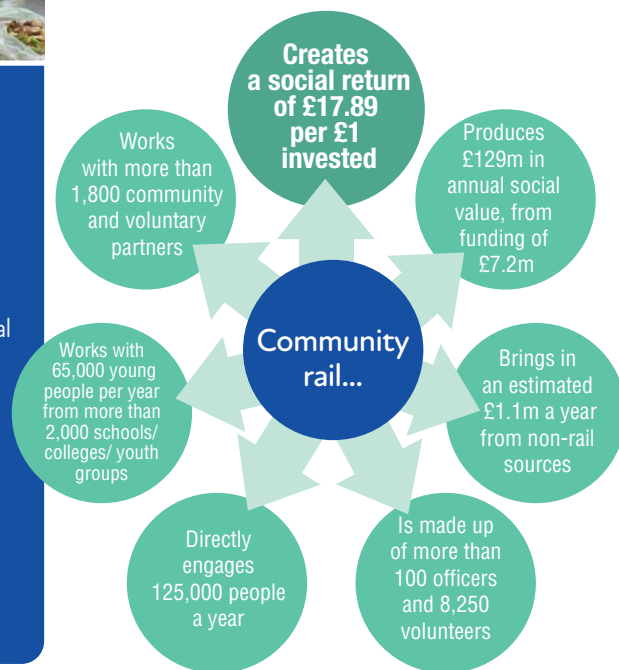 Creates
a social return
of £17.89
per £1
invested
Works
with more than
1,800 community
and voluntary
partners
Produces
£129m in
annual social
value, from
funding of
£7.2m
al
Community
rail...
Works with
65,000 young
people per year
from more than
2,000 schools/
colleges/ youth
groups
Brings in
an estimated
£1.1m a year
from non-rail
sources
Directly
engages
125,000 people
a year
Is made up
of more than
100 officers
and 8,250
volunteers